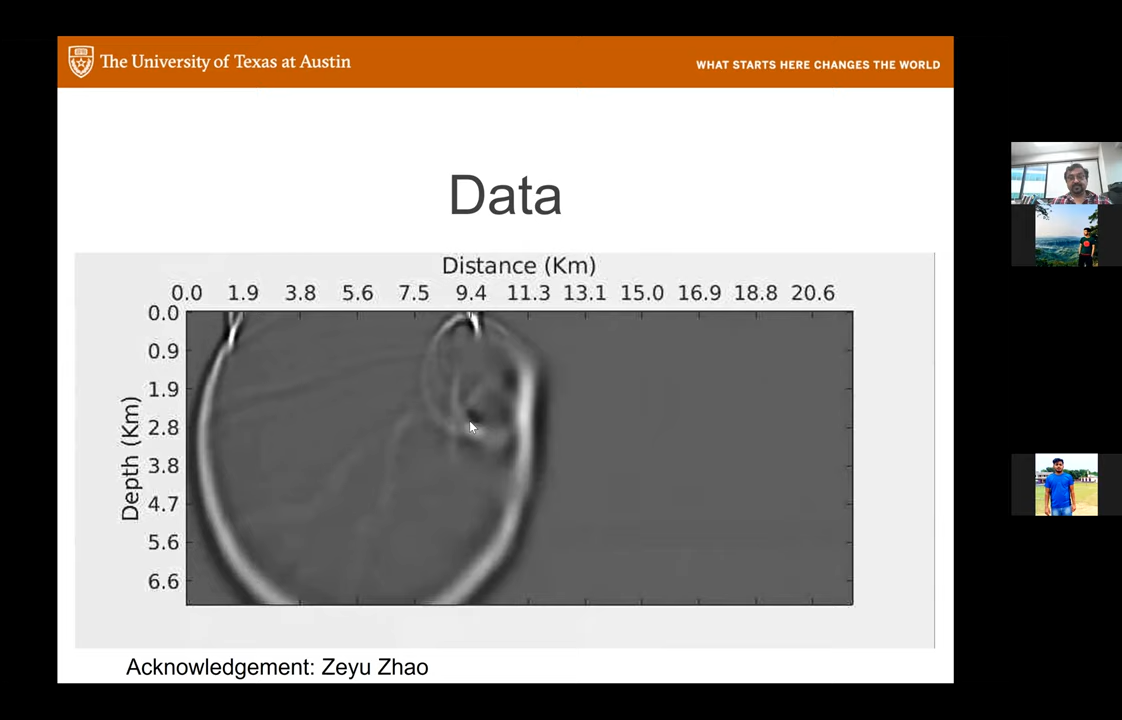 The University of Texas at Austin
WHAT STARTS HERE CHANGES THE WORLD
Data
Distance (Km)
0.0 1.9 3.8 5.6 7.5 9.4 11.3 13.1 15.0 16.9 18.8 20.6
0.0
0.9
1.9
2.8
3.8
4.7
5.6
6.6
Depth (Km)
Acknowledgement: Zeyu Zhao